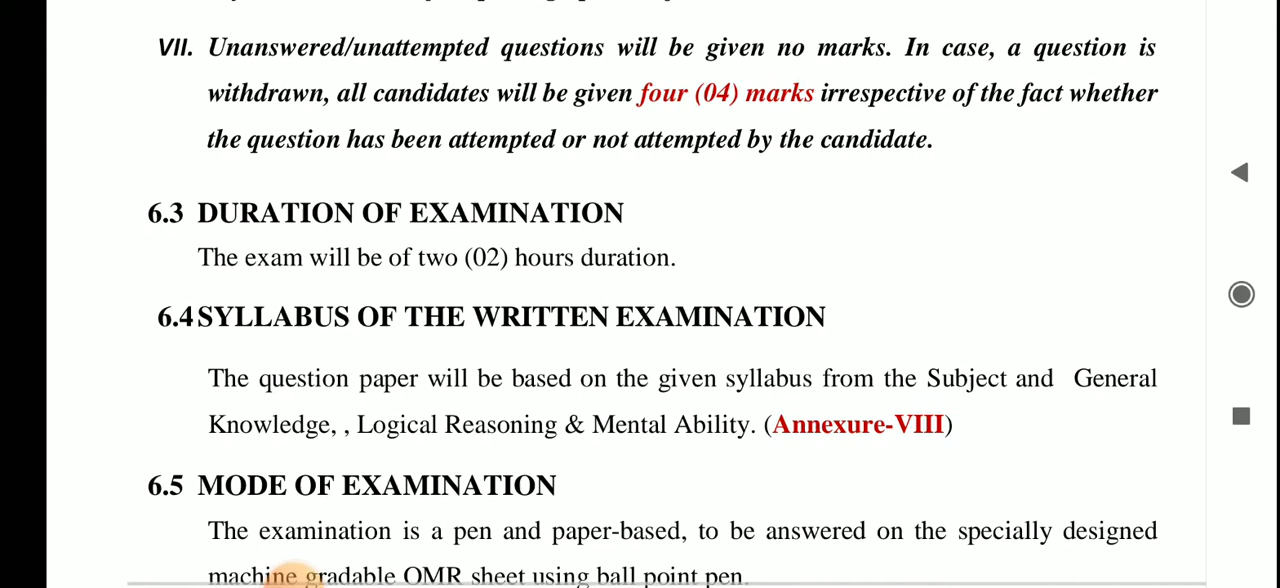 VII. Unanswered/unattempted questions will be given no marks. In case, a question is
withdrawn, all candidates will be given four (04) marks irrespective of the fact whether
the question has been attempted or not attempted by the candidate.
6.3 DURATION OF EXAMINATION
The exam will be of two (02) hours duration.
6.4 SYLLABUS OF THE WRITTEN EXAMINATION
The question paper will be based on the given syllabus from the Subject and General
Knowledge, , Logical Reasoning & Mental Ability. (Annexure-VIII)
6.5 MODE OF EXAMINATION
The examination is a pen and paper-based, to be answered on the specially designed
machine gradable OMR sheet using ball point pen.